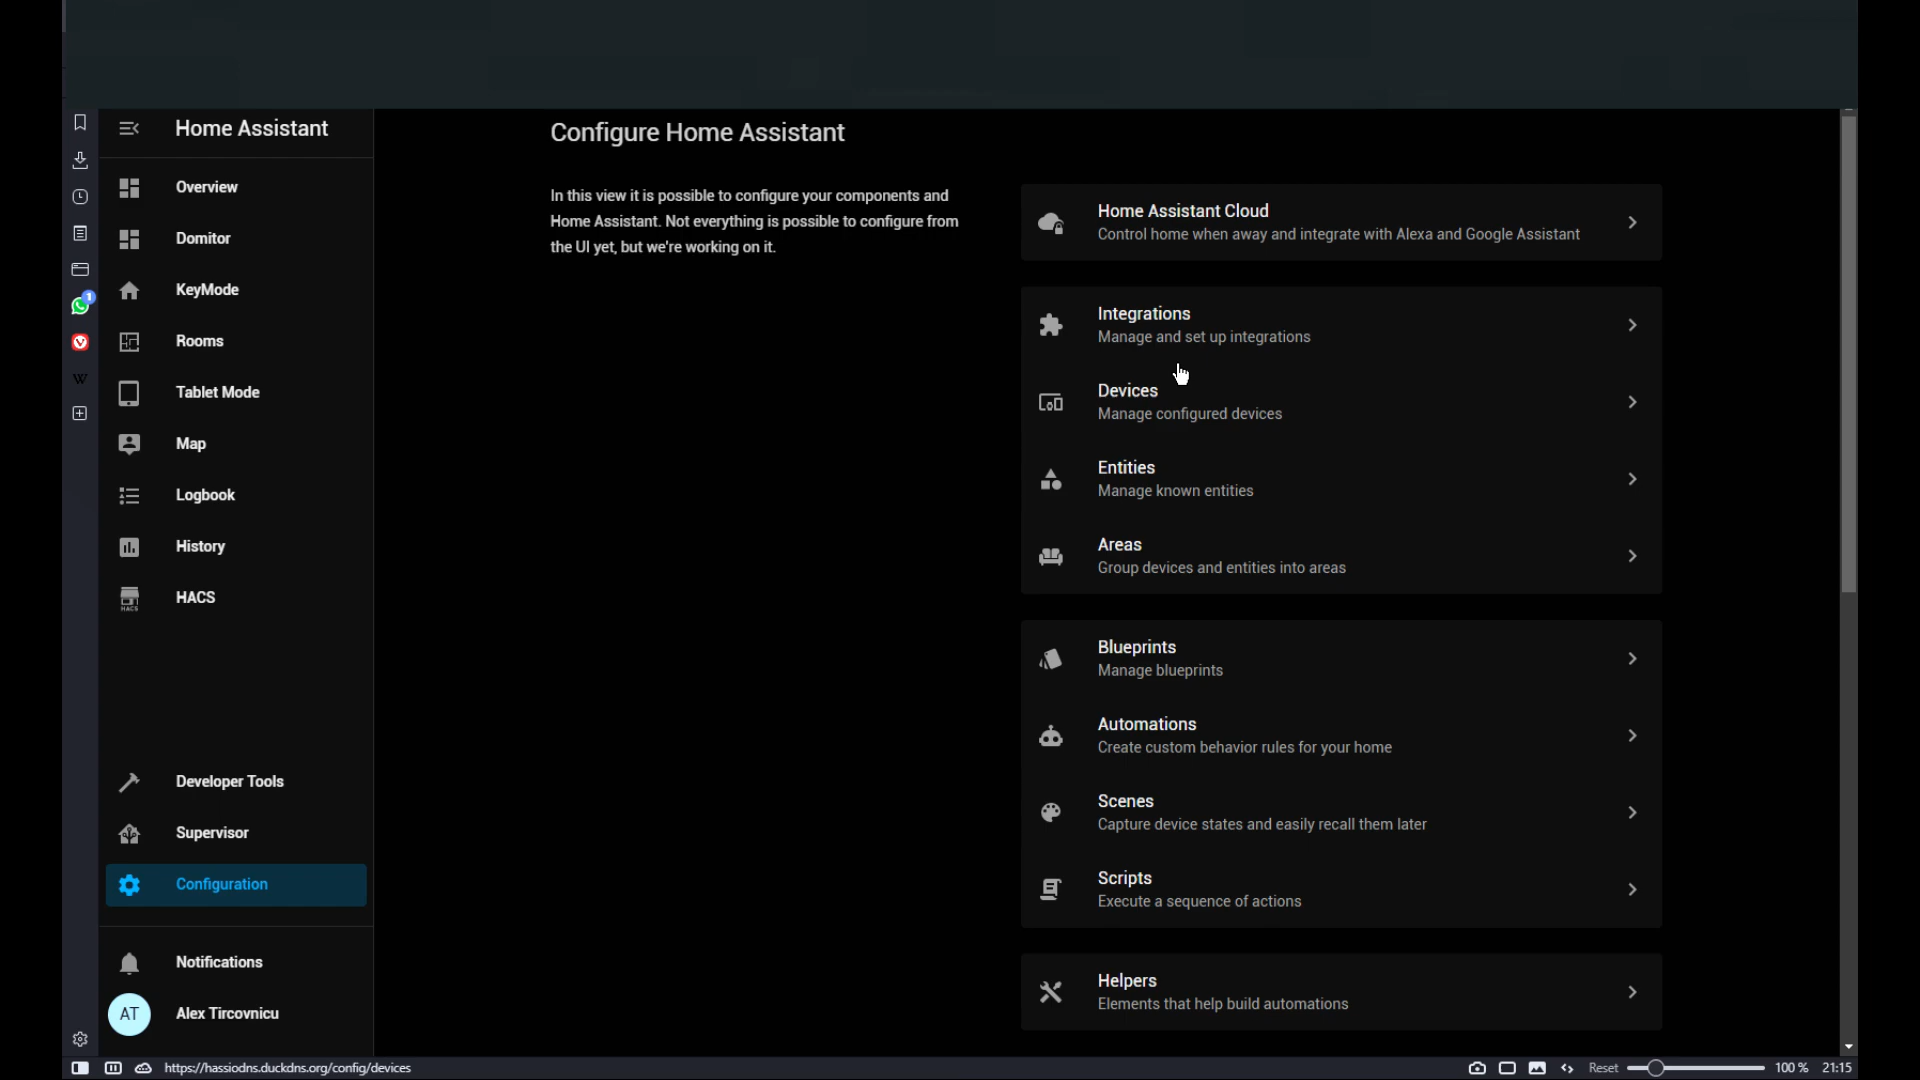 Home Assistant
Overview
Domitor
KeyMode
Rooms
Tablet Mode
Map
Logbook
History
HACS
HACS
Developer Tools
Supervisor
Configuration
Notifications
AT
Alex Tircovnicu
1
W
Configure Home Assistant
In this view it is possible to configure your components and
Home Assistant. Not everything is possible to configure from
the UI yet, but we're working on it.
Home Assistant Cloud
Control home when away and integrate with Alexa and Google Assistant
Integrations
Manage and set up integrations
Devices
Manage configured devices
Entities
Manage known entities
Areas
Group devices and entities into areas
Blueprints
Manage blueprints
Automations
Create custom behavior rules for your home
Scenes
Capture device states and easily recall them later
Scripts
Execute a sequence of actions
Helpers
Elements that help build automations
https://hassiodns.duckdns.org/config/devices
Reset
100 %
21:15